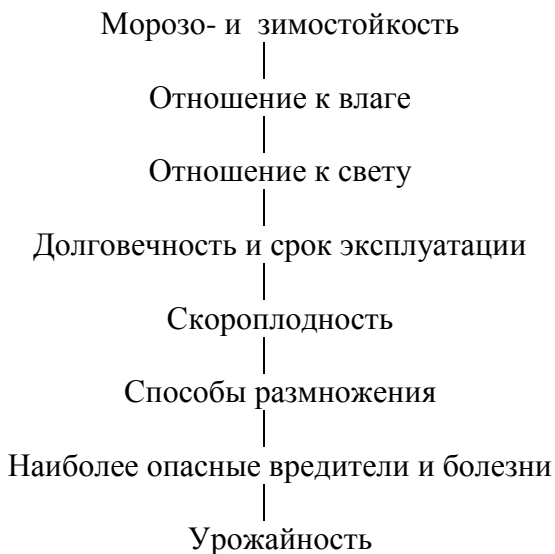 Морозо- и зимостойкость
Отношение к влаге
Отношение к свету
Долговечность и срок эксплуатации
Скороплодность
Способы размножения
Наиболее опасные вредители и болезни
Урожайность